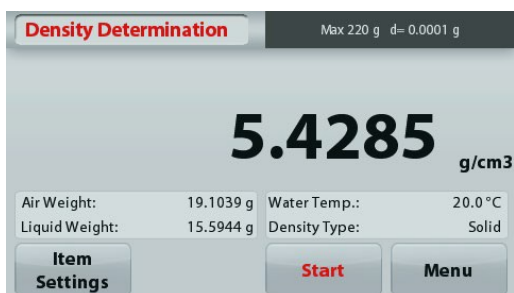 Density Determination
Max 220 g d= 0.0001 g
5.4285 g/cm3
Air Weight: 19.1039 g
Liquid Weight: 15.5944 g
Water Temp.: 20.0 °C
Density Type: Solid
Item
Settings
Start
Menu